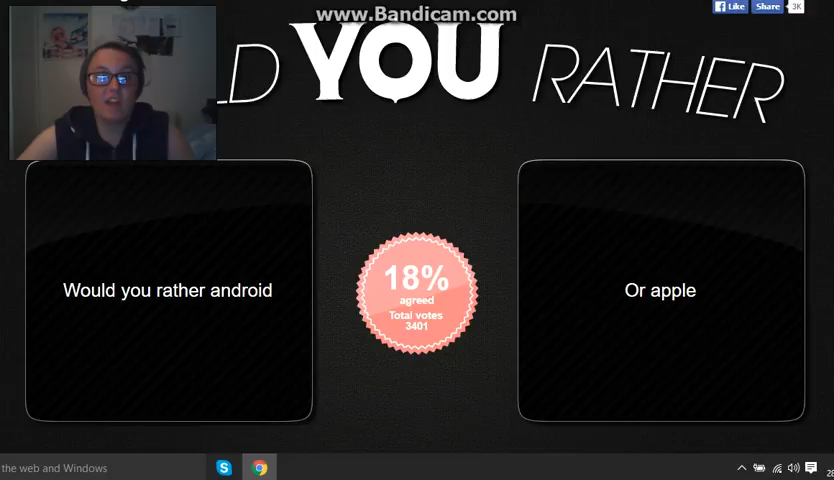 www.Bandicam.com
Like Share 3K
YOU RATHER
Would you rather android
18%
agreed
Total votes
3401
Or apple
the web and Windows